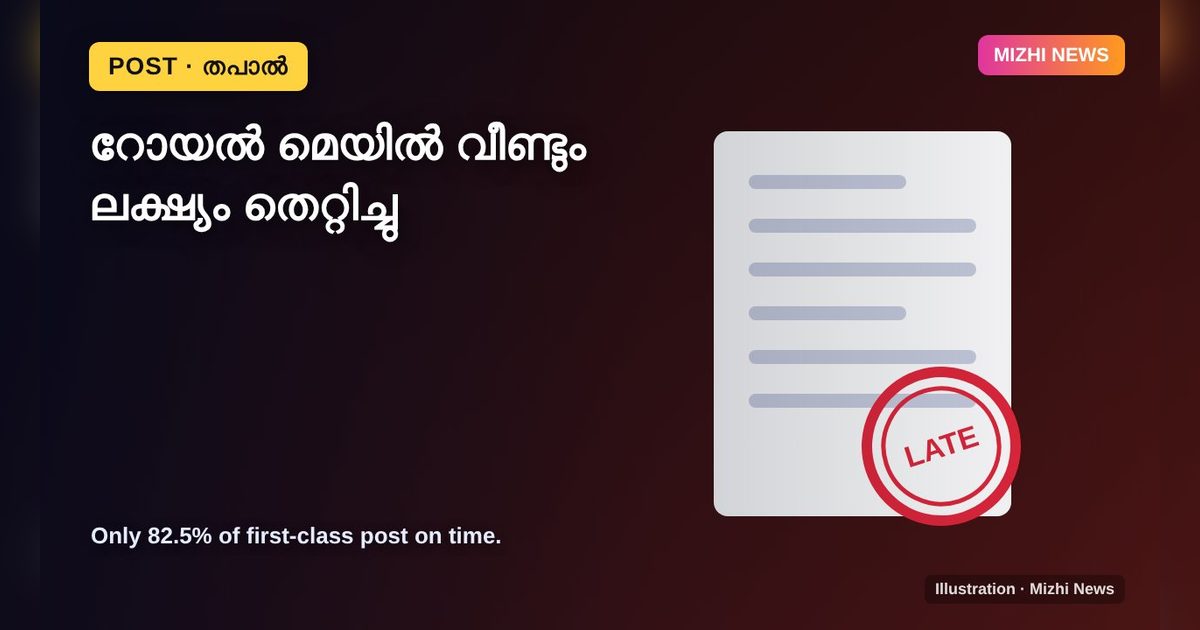 POST · തപാൽ
MIZHI NEWS
റോയൽ മെയിൽ വീണ്ടും
ലക്ഷ്യം തെറ്റിച്ചു
LATE
Only 82.5% of first-class post on time.
Illustration · Mizhi News